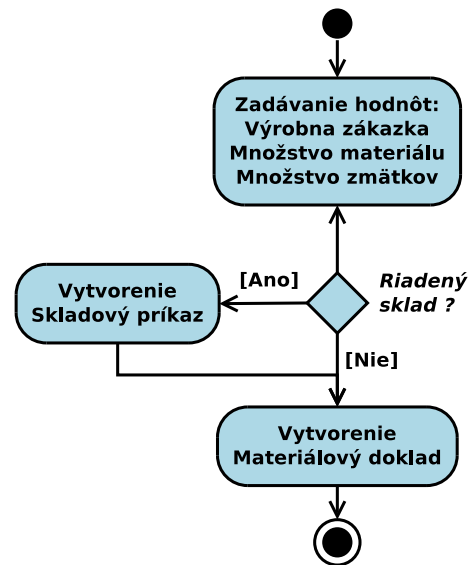 Zadávanie hodnôt:
Výrobna zákazka
Množstvo materiálu
Množstvo zmätkov
[Ano]
Riadený
sklad ?
Vytvorenie
Skladový príkaz
[Nie]
Vytvorenie
Materiálový doklad